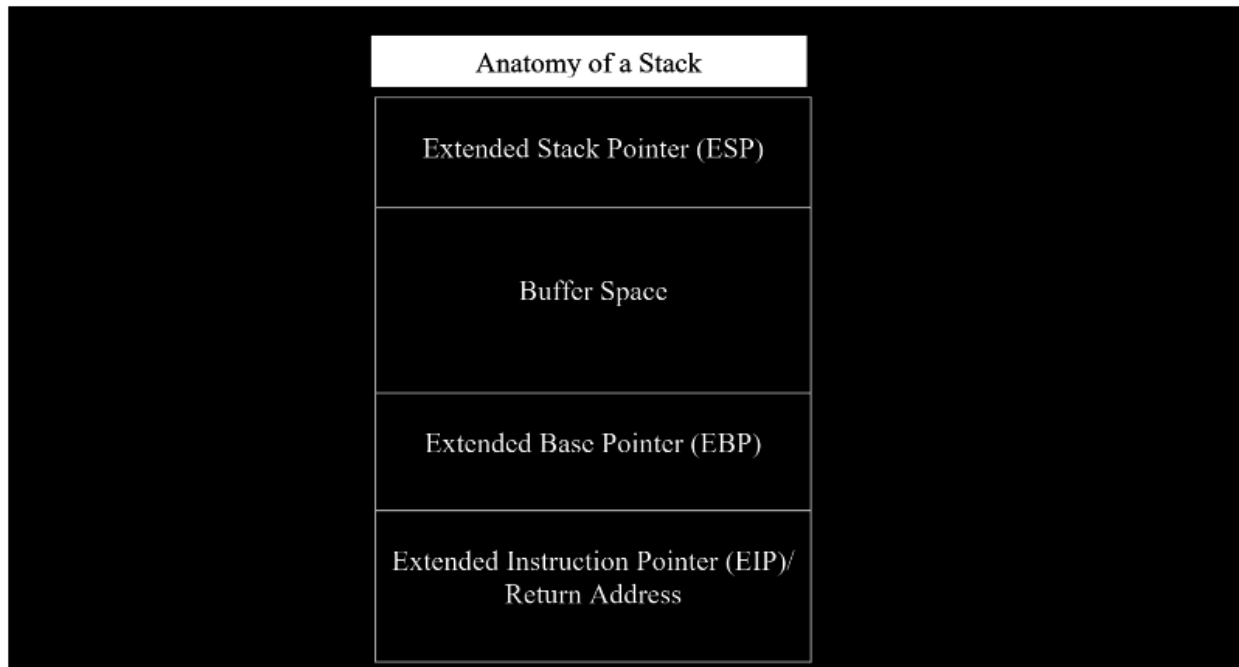 Anatomy of a Stack
Extended Stack Pointer (ESP)
Buffer Space
Extended Base Pointer (EBP)
Extended Instruction Pointer (EIP)/
Return Address